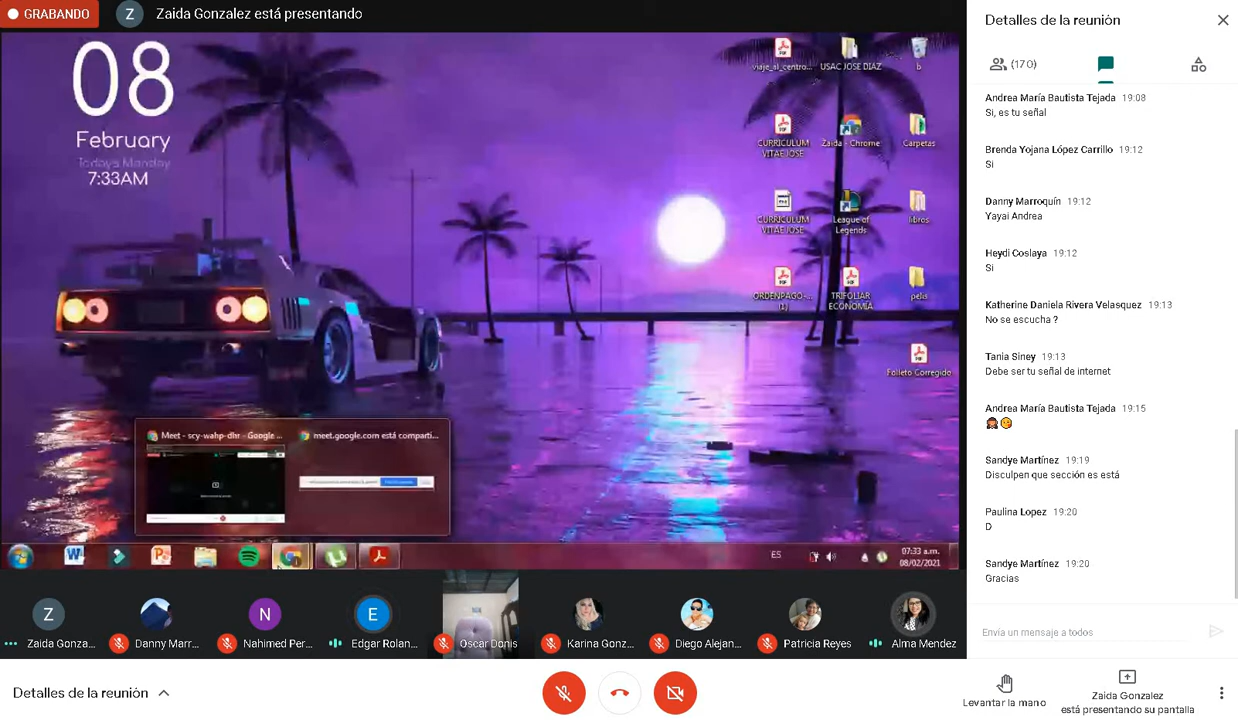 GRABANDO
Z
Zaida Gonzalez está presentando
08
February
Today's Monday
7:33AM
viaje_al_centro...
USAC JOSE DIAZ
b
CURRICULUM VITAE JOSE
Zaida - Chrome
Carpetas
CURRICULUM VITAE JOSE
League of Legends
libros
ORDENPAGO-... (1)
TRIFOLIAR ECONOMIA
pelis
Folleto Corregido
Meet - scy-wahp-dhr - Google ...
meet.google.com está comparti...
ES
07:33 a.m.
08/02/2021
Z
N
E
Zaida Gonza...
Danny Marr...
Nahimed Per...
Edgar Rolan...
Oscar Donis
Karina Gonz...
Diego Alejan...
Patricia Reyes
Alma Mendez
Detalles de la reunión
Detalles de la reunión
(170)
Andrea María Bautista Tejada 19:08
Si, es tu señal
Brenda Yojana López Carrillo 19:12
Si
Danny Marroquín 19:12
Yayai Andrea
Heydi Coslaya 19:12
Si
Katherine Daniela Rivera Velasquez 19:13
No se escucha ?
Tania Siney 19:13
Debe ser tu señal de internet
Andrea María Bautista Tejada 19:15
Sandye Martínez 19:19
Disculpen que sección es está
Paulina Lopez 19:20
D
Sandye Martínez 19:20
Gracias
Envía un mensaje a todos
Levantar la mano
Zaida Gonzalez
está presentando su pantalla